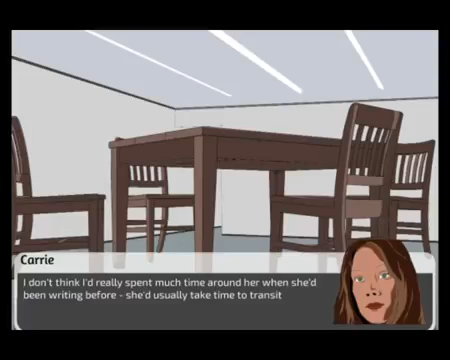 Carrie
I don't think I'd really spent much time around her when she'd
been writing before - she'd usually take time to transit